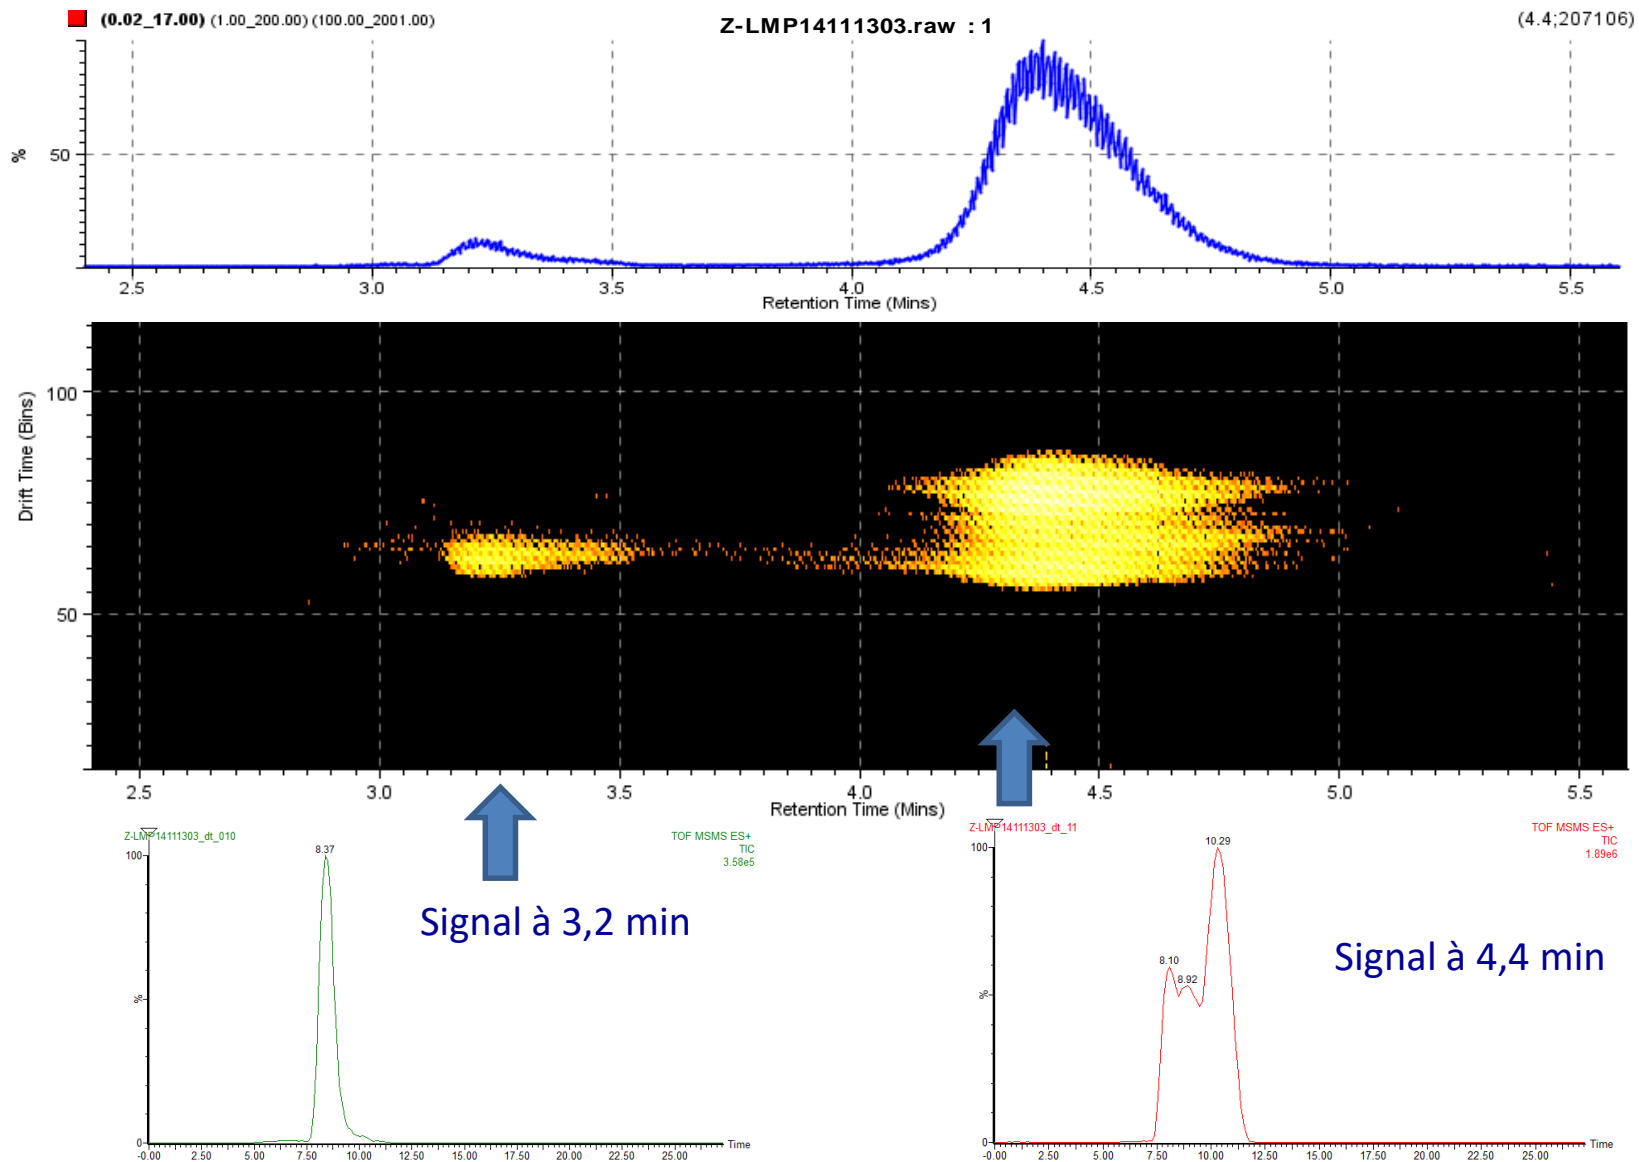 (0.02_17.00) (1.00_200.00) (100.00_2001.00)
Z-LMP14111303.raw : 1
(4.4;207106)
%
50
2.5 3.0 3.5 4.0 4.5 5.0 5.5
Retention Time (Mins)
Drift Time (Bins)
100
50
2.5 3.0 3.5 4.0 4.5 5.0 5.5
Retention Time (Mins)
Z-LMP14111303_dt_010
TOF MSMS ES+
TIC
3.58e5
100
8.37
%
0
-0.00 2.50 5.00 7.50 10.00 12.50 15.00 17.50 20.00 22.50 25.00
Time
Signal à 3,2 min
Z-LMP14111303_dt_11
TOF MSMS ES+
TIC
1.89e6
100
10.29
8.10
8.92
%
0
-0.00 2.50 5.00 7.50 10.00 12.50 15.00 17.50 20.00 22.50 25.00
Time
Signal à 4,4 min